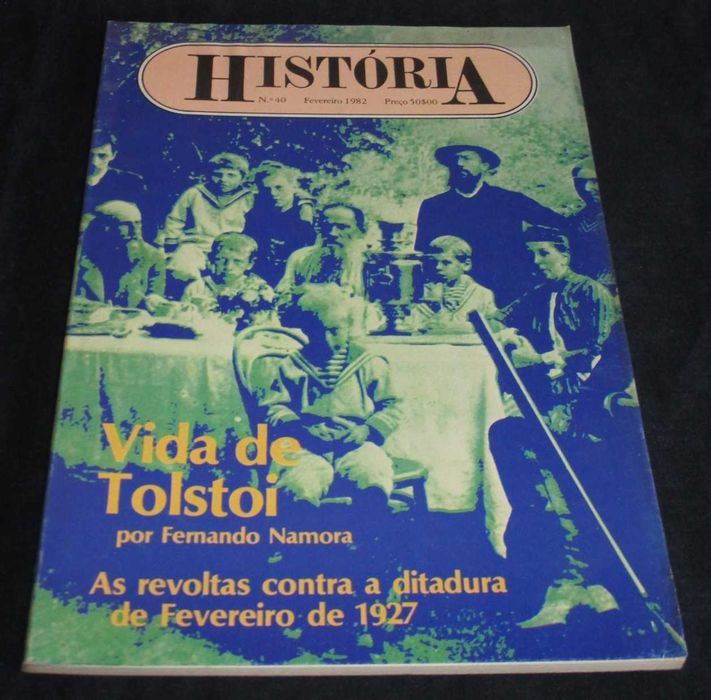 HISTÓRIA
N.º 40 Fevereiro 1982 Preço 50$00
Vida de
Tolstoi
por Fernando Namora
As revoltas contra a ditadura
de Fevereiro de 1927